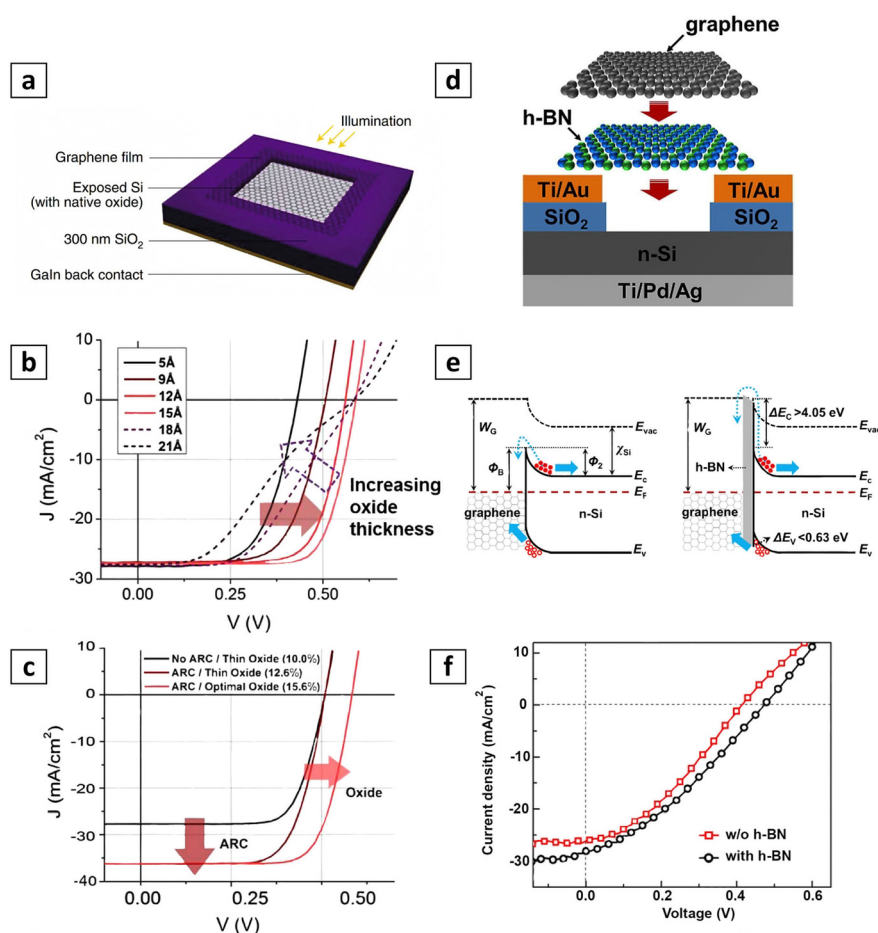 a
Illumination
Graphene film
Exposed Si
(with native oxide)
300 nm SiO2
GaIn back contact
d
graphene
h-BN
Ti/Au
Ti/Au
SiO2
SiO2
n-Si
Ti/Pd/Ag
b
10
0
-10
-20
-28
-30
J (mA/cm2)
5Å
9Å
12Å
15Å
18Å
21Å
Increasing
oxide
thickness
0.00
0.25
0.50
V (V)
e
WG
Evac
χSi
ΦB
Φ2
Ec
EF
graphene
n-Si
Ev
WG
ΔEC>4.05 eV
Evac
h-BN
Ec
EF
graphene
n-Si
ΔEV<0.63 eV
Ev
c
10
0
-10
-20
-30
-40
J (mA/cm2)
No ARC / Thin Oxide (10.0%)
ARC / Thin Oxide (12.6%)
ARC / Optimal Oxide (15.6%)
Oxide
ARC
0.00
0.25
0.50
V (V)
f
10
0
-10
-20
-30
Current density (mA/cm2)
w/o h-BN
with h-BN
0.0
0.2
0.4
0.6
Voltage (V)